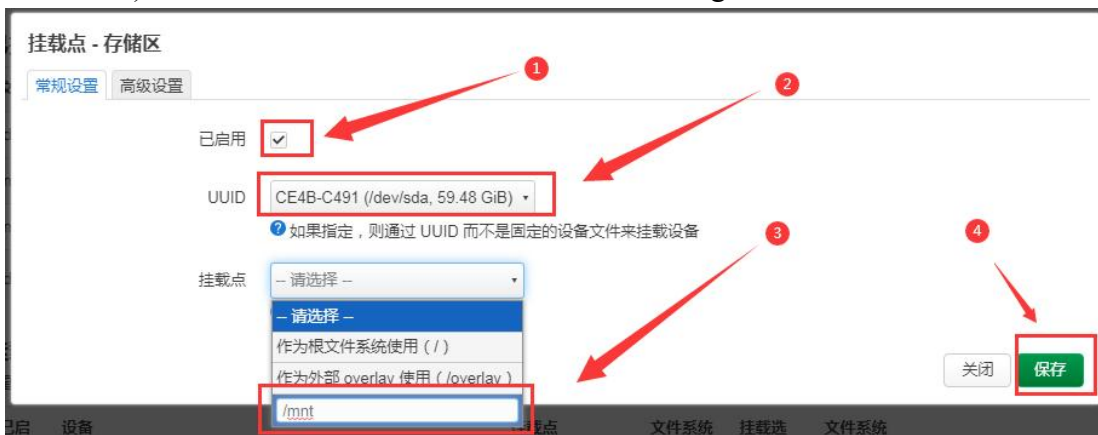 挂载点 - 存储区
常规设置 高级设置
1
2
已启用
UUID CE4B-C491 (/dev/sda, 59.48 GiB)
? 如果指定，则通过 UUID 而不是固定的设备文件来挂载设备
3
4
挂载点 -- 请选择 --
-- 请选择 --
作为根文件系统使用（/）
作为外部 overlay 使用（/overlay）
/mnt
关闭 保存
设备 文件系统 挂载选 文件系统